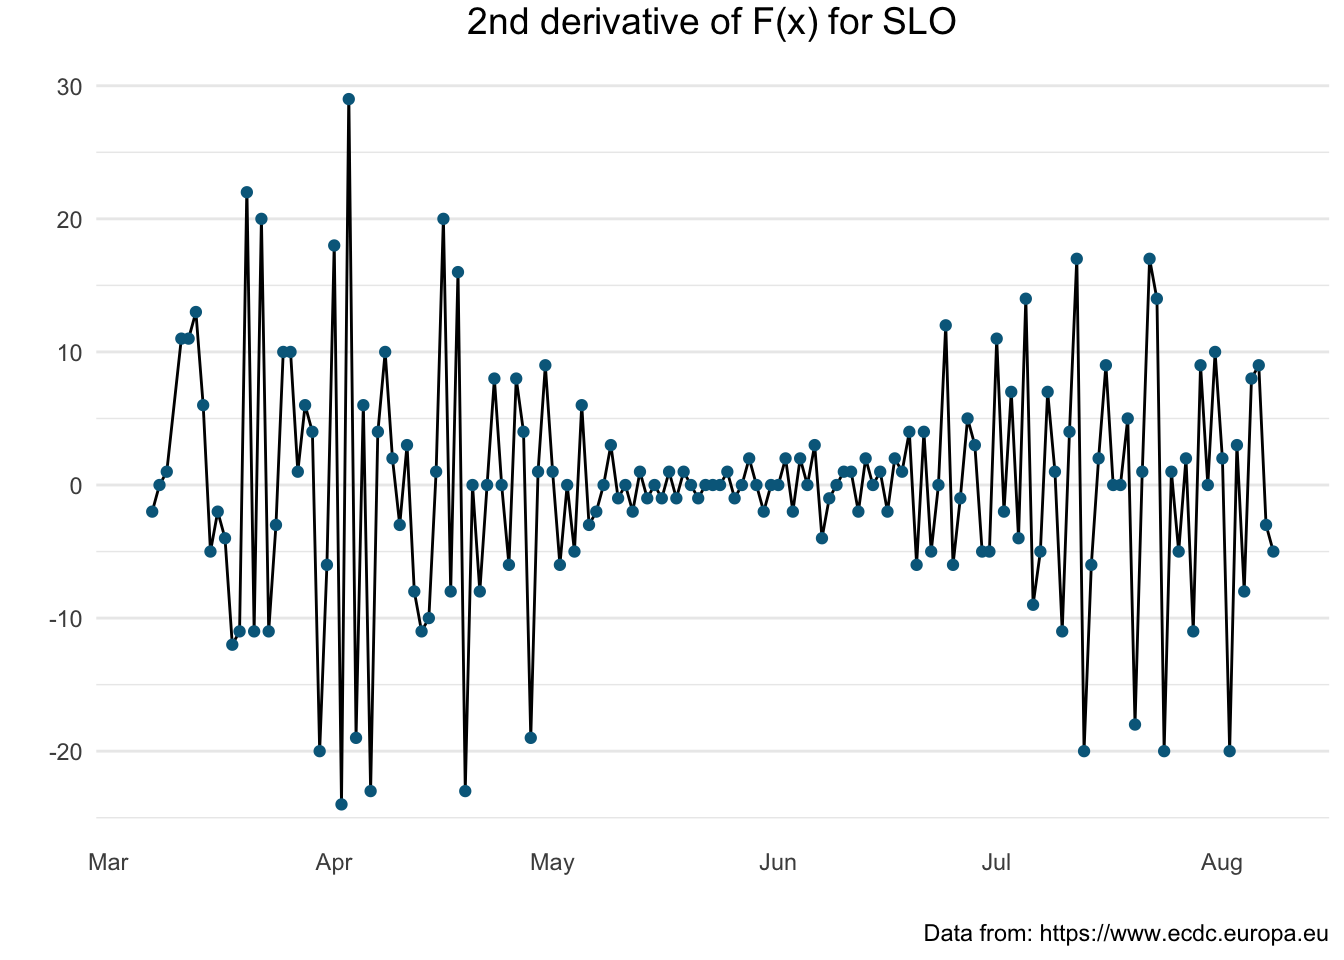 2nd derivative of F(x) for SLO
30
20
10
0
-10
-20
Mar Apr May Jun Jul Aug
Data from: https://www.ecdc.europa.eu